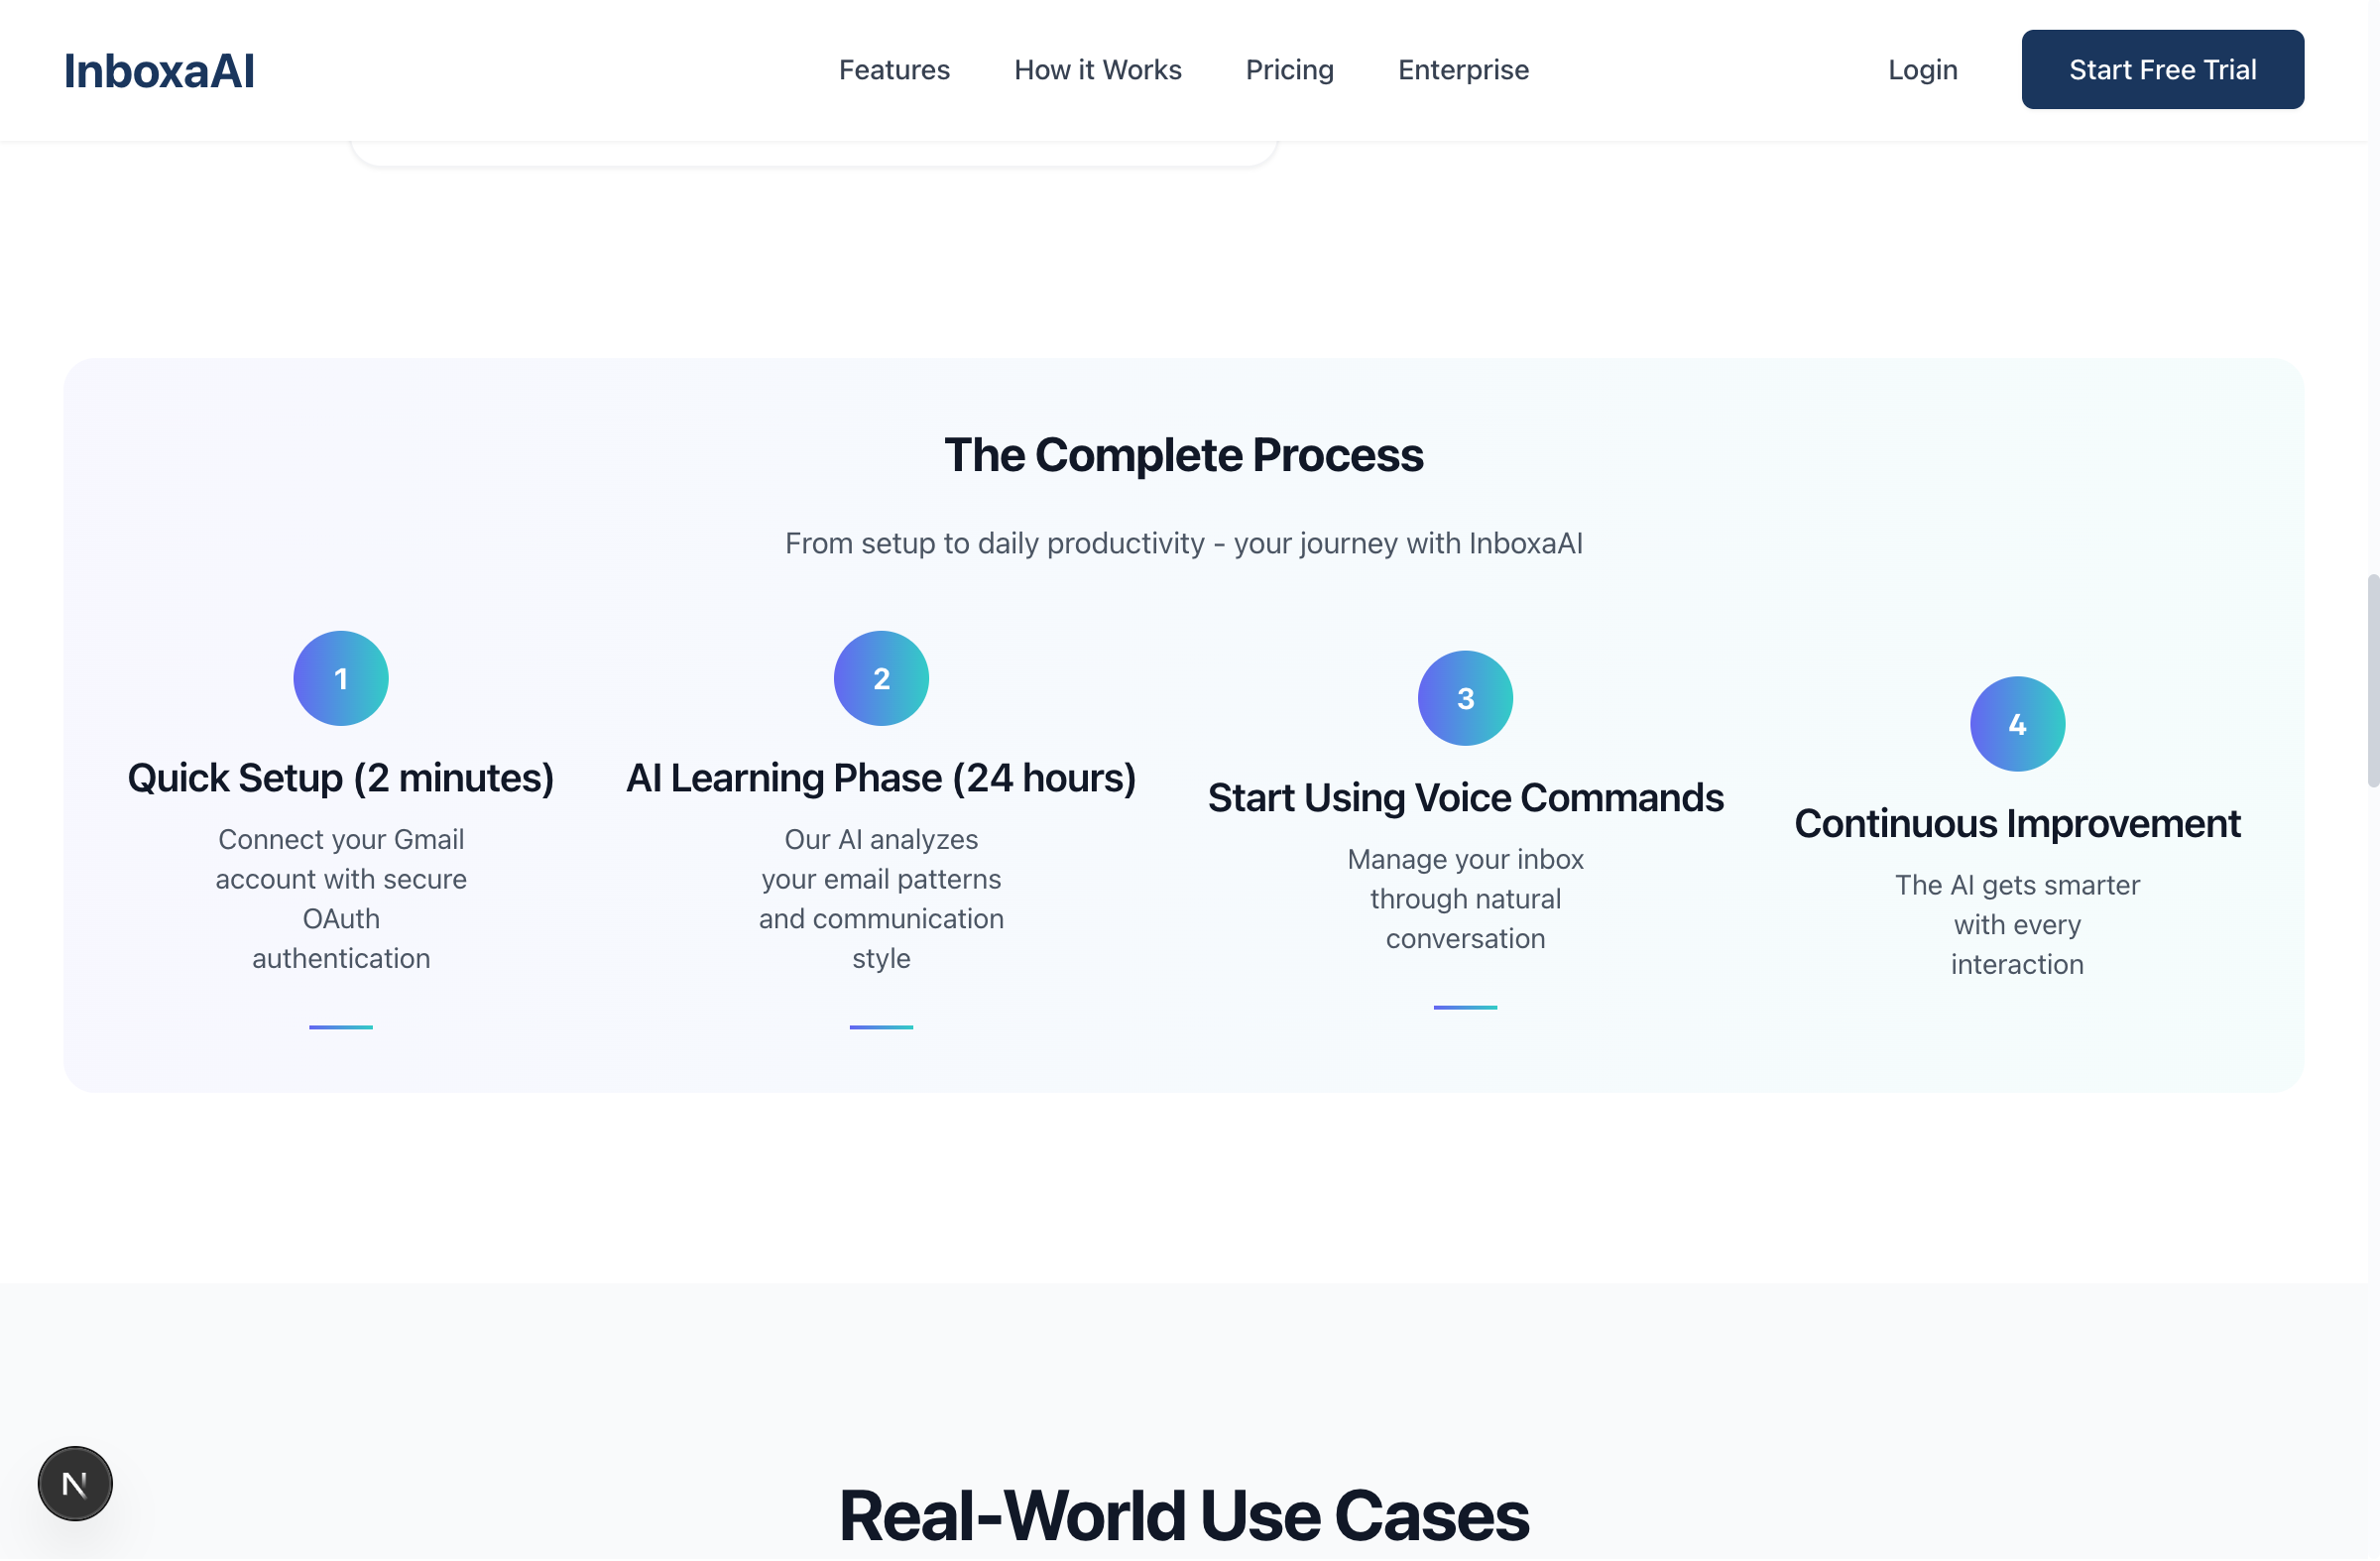 InboxaAI
Features
How it Works
Pricing
Enterprise
Login
Start Free Trial
The Complete Process
From setup to daily productivity - your journey with InboxaAI
1
Quick Setup (2 minutes)
Connect your Gmail
account with secure
OAuth
authentication
2
AI Learning Phase (24 hours)
Our AI analyzes
your email patterns
and communication
style
3
Start Using Voice Commands
Manage your inbox
through natural
conversation
4
Continuous Improvement
The AI gets smarter
with every
interaction
N
Real-World Use Cases